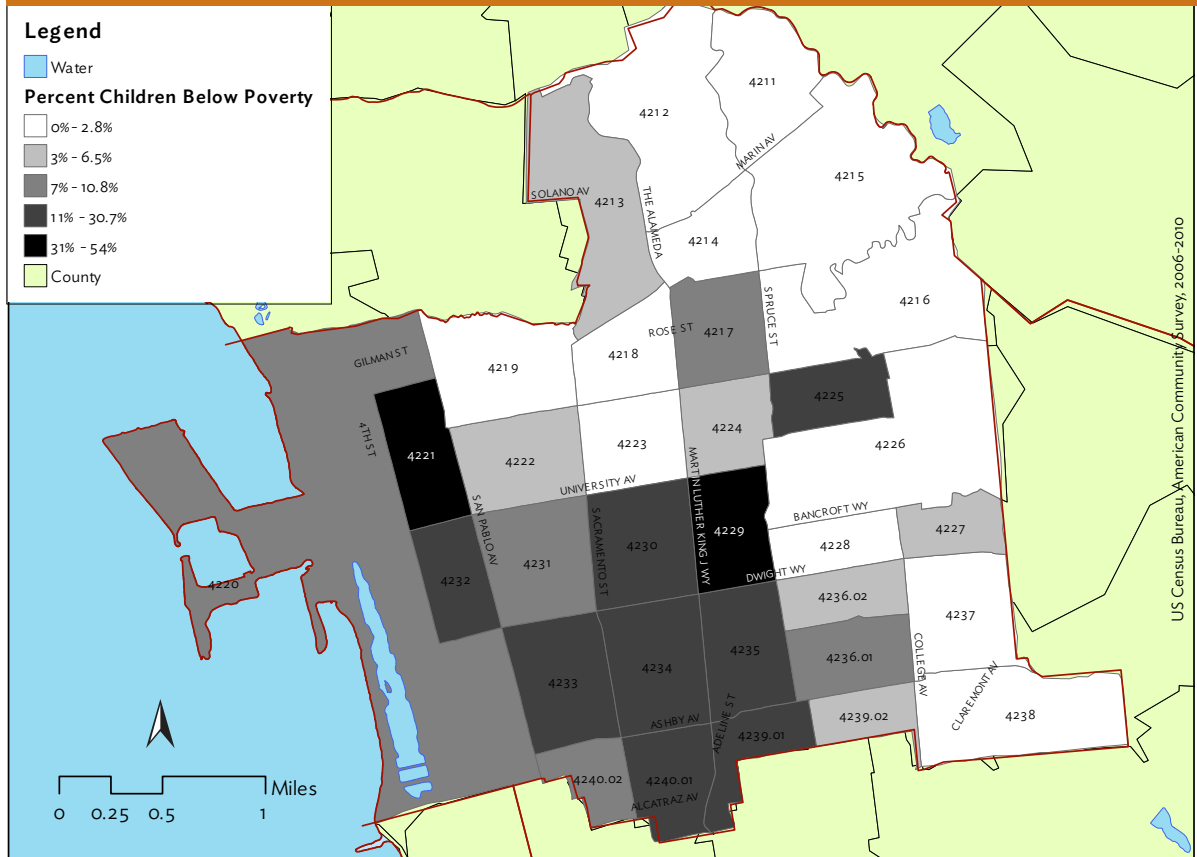 Legend
Water
Percent Children Below Poverty
0% - 2.8%
3% - 6.5%
7% - 10.8%
11% - 30.7%
31% - 54%
County
4211
4212
MARIN AV
4215
SOLANO AV
4213
THE ALAMEDA
4214
4216
SPRUCE ST
ROSE ST
4217
GILMAN ST
4218
4219
4225
4TH ST
4224
4223
4226
4221
4222
MARTIN LUTHER KING J WY
UNIVERSITY AV
SAN PABLO AV
SACRAMENTO ST
BANCROFT WY
4229
4227
4230
4228
4231
DWIGHT WY
4232
4220
4236.02
4237
COLLEGE AV
4235
4236.01
4234
4233
CLAREMONT AV
ADELINE ST
ASHBY AV
4239.02
4238
4239.01
4240.02
4240.01
ALCATRAZ AV
Miles
0 0.25 0.5 1
US Census Bureau, American Community Survey, 2006-2010